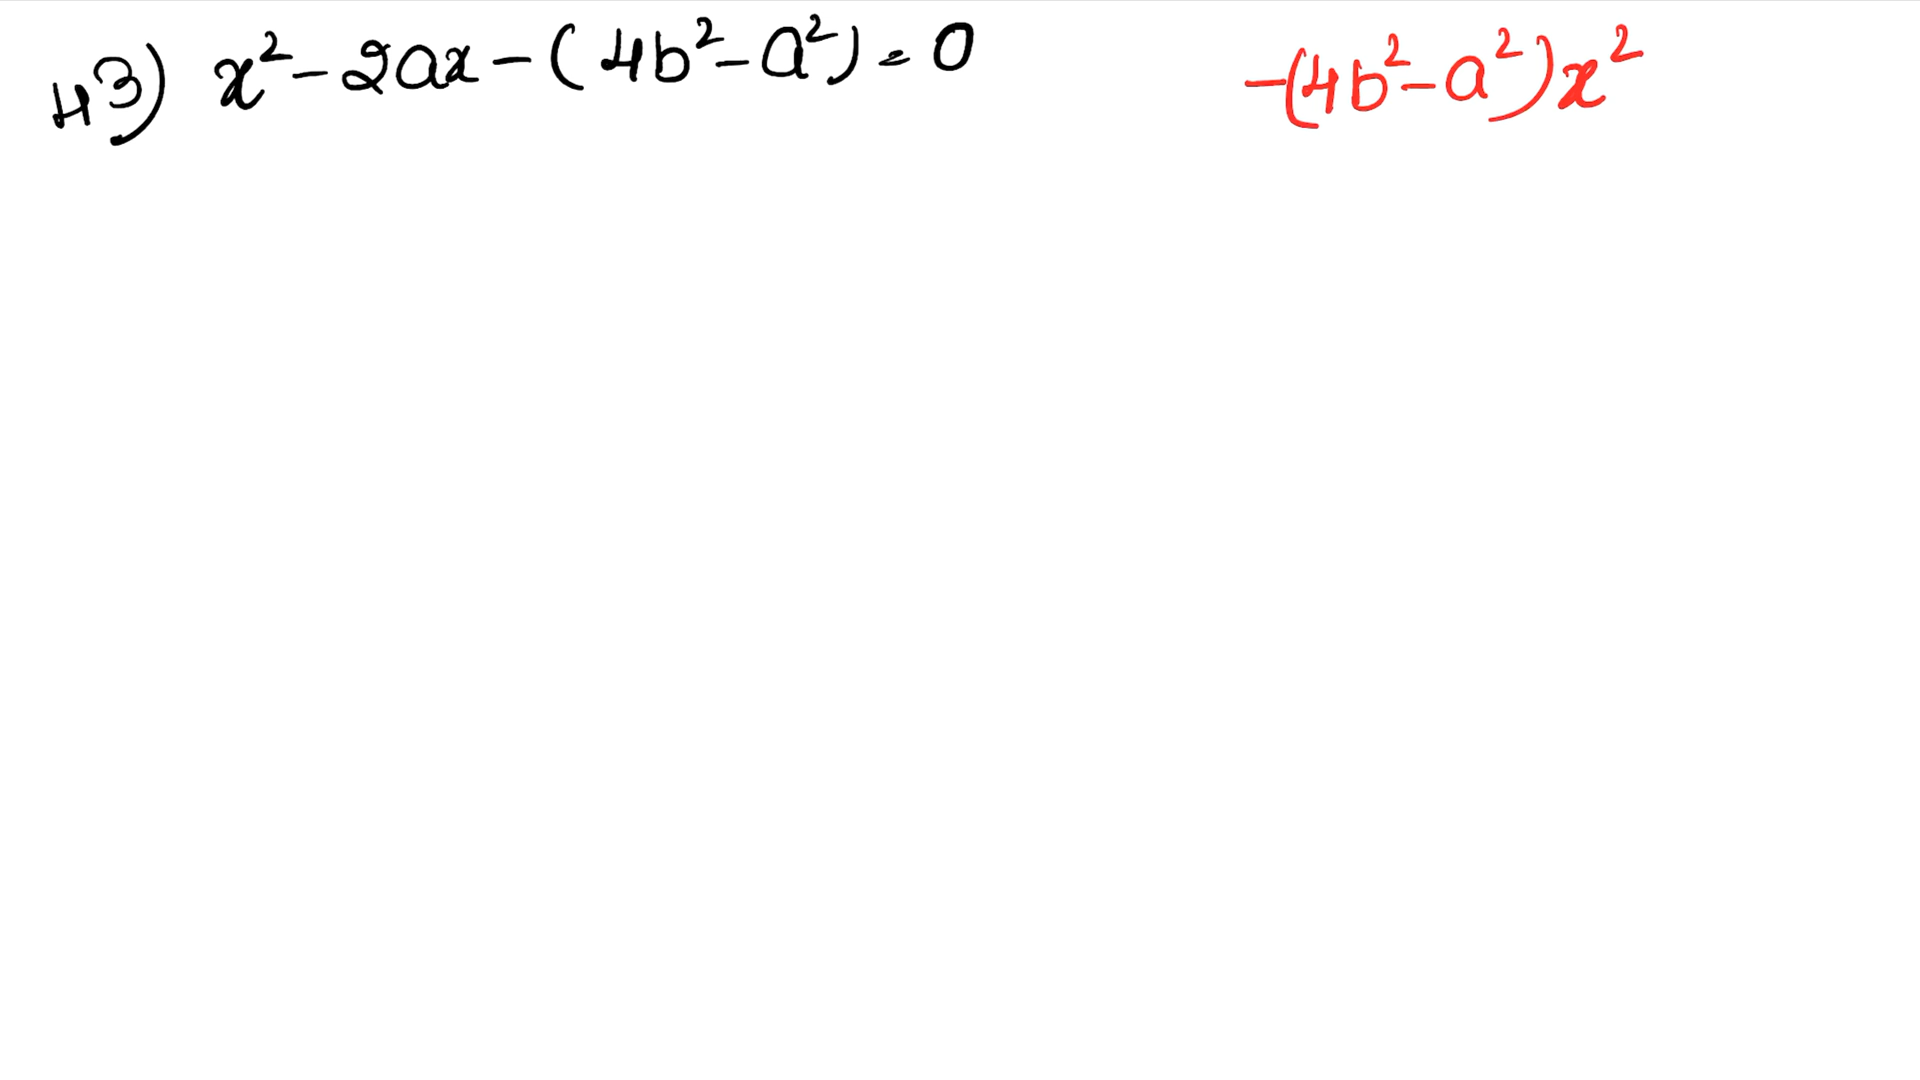 43) x² - 2ax - (4b² - a²) = 0
-(4b² - a²)x²